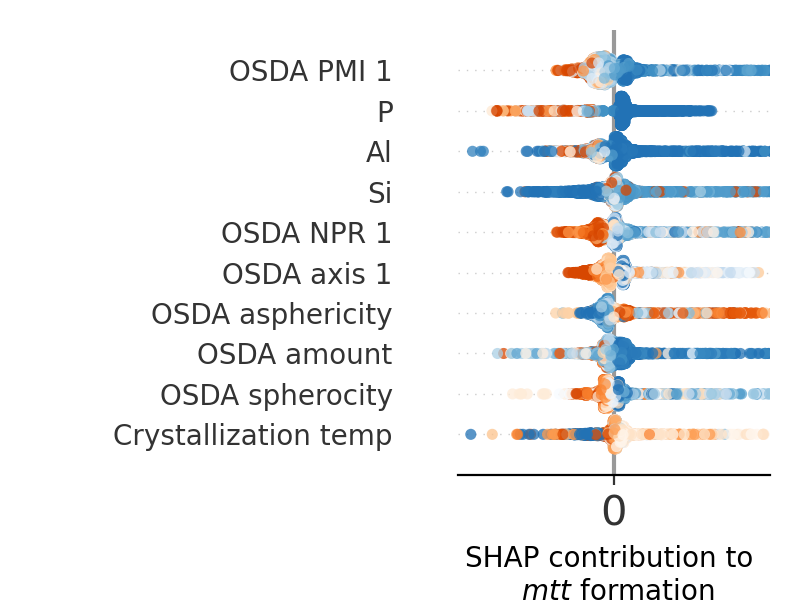 OSDA PMI 1
P
Al
Si
OSDA NPR 1
OSDA axis 1
OSDA asphericity
OSDA amount
OSDA spherocity
Crystallization temp
0
SHAP contribution to
mtt formation